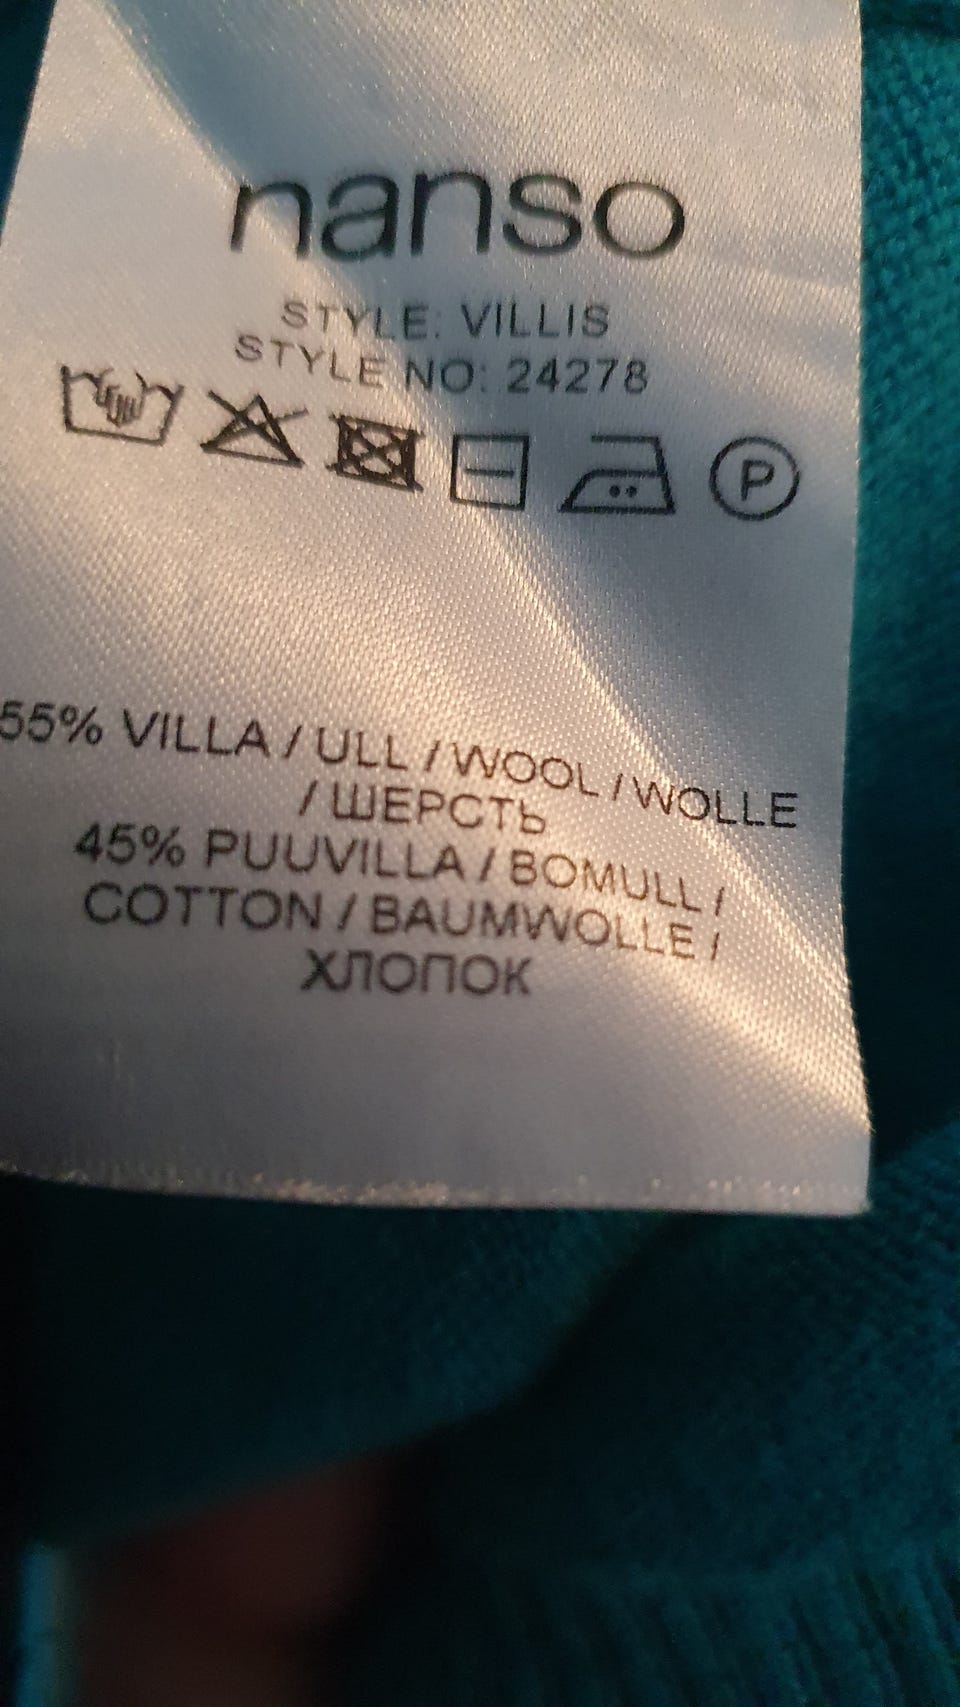 nanso
STYLE: VILLIS
STYLE NO: 24278
P
55% VILLA / ULL / WOOL / WOLLE
/ ШЕРСТЬ
45% PUUVILLA / BOMULL /
COTTON / BAUMWOLLE /
ХЛОПОК